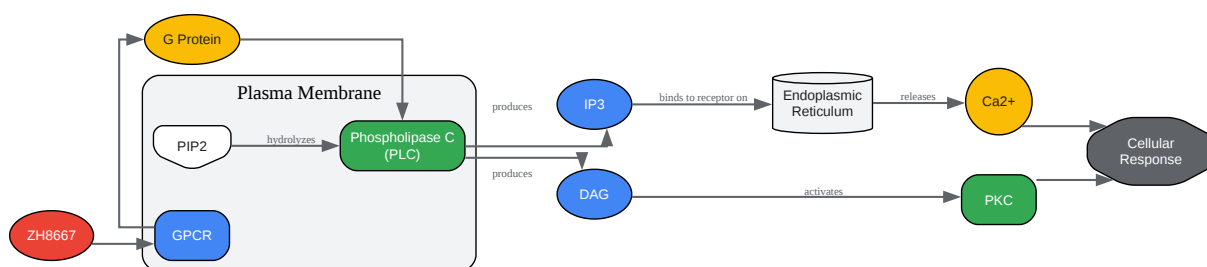 G Protein
Plasma Membrane
PIP2
hydrolyzes
Phospholipase C
(PLC)
ZH8667
GPCR
produces
produces
IP3
binds to receptor on
Endoplasmic
Reticulum
releases
Ca2+
DAG
activates
PKC
Cellular
Response